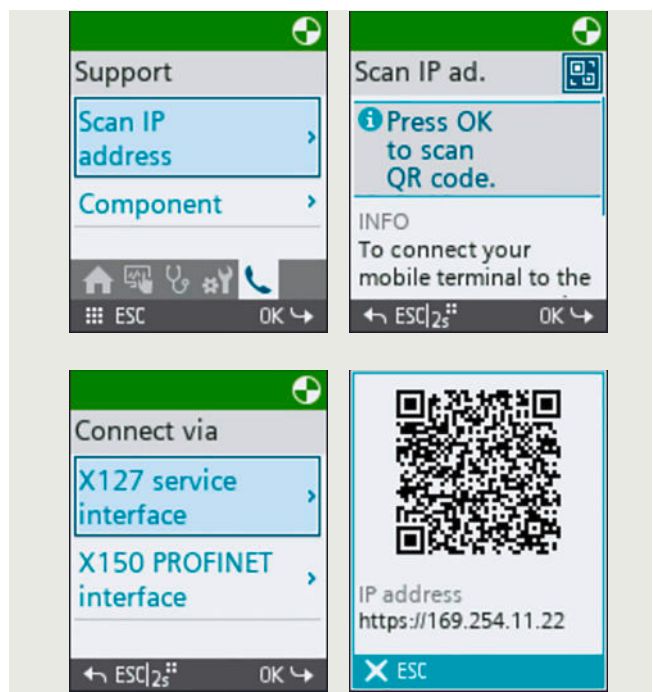 Support
Scan IP
address
Component
ESC
OK
Scan IP ad.
Press OK
to scan
QR code.
INFO
To connect your
mobile terminal to the
ESC|2s
OK
Connect via
X127 service
interface
X150 PROFINET
interface
ESC|2s
OK
IP address
https://169.254.11.22
ESC